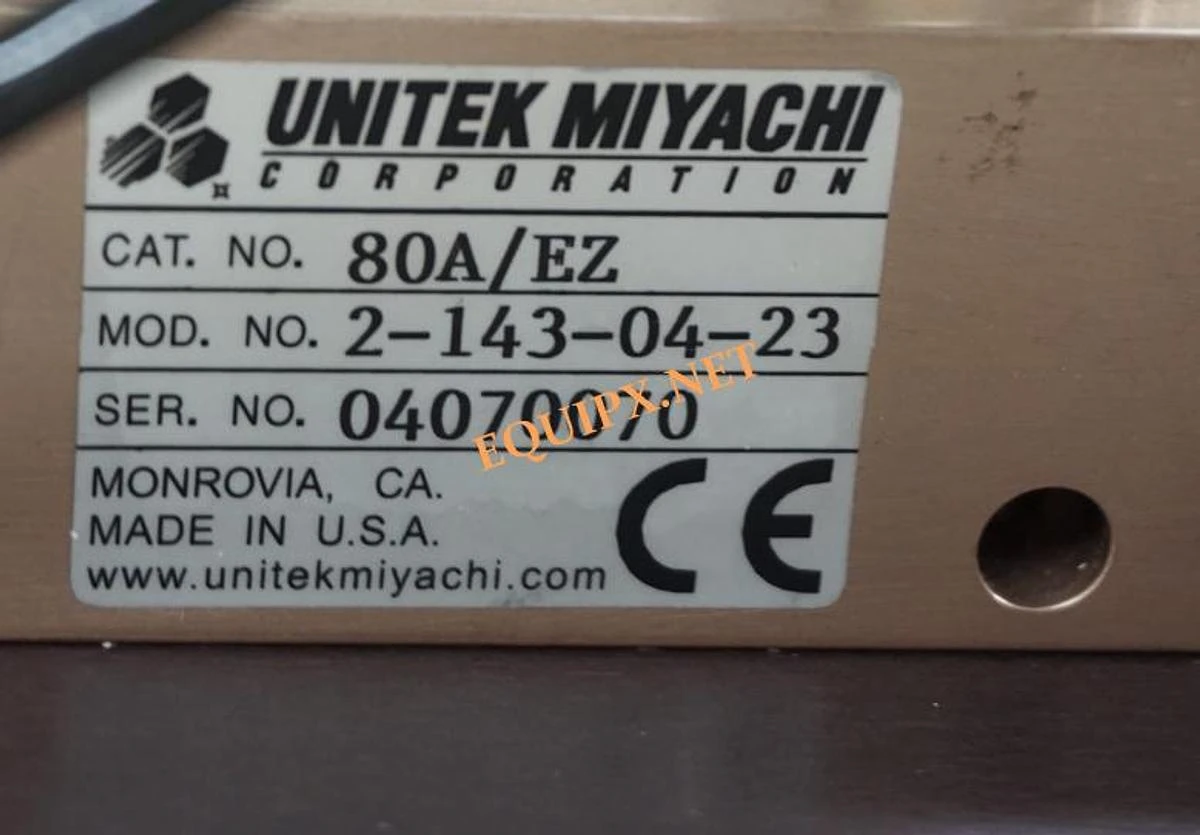 UNITEK MIYACHI
CORPORATION
CAT. NO. 80A/EZ
MOD. NO. 2-143-04-23
SER. NO. 04070070
EQUIPX.NET
MONROVIA, CA.
MADE IN U.S.A.
www.unitekmiyachi.com
CE